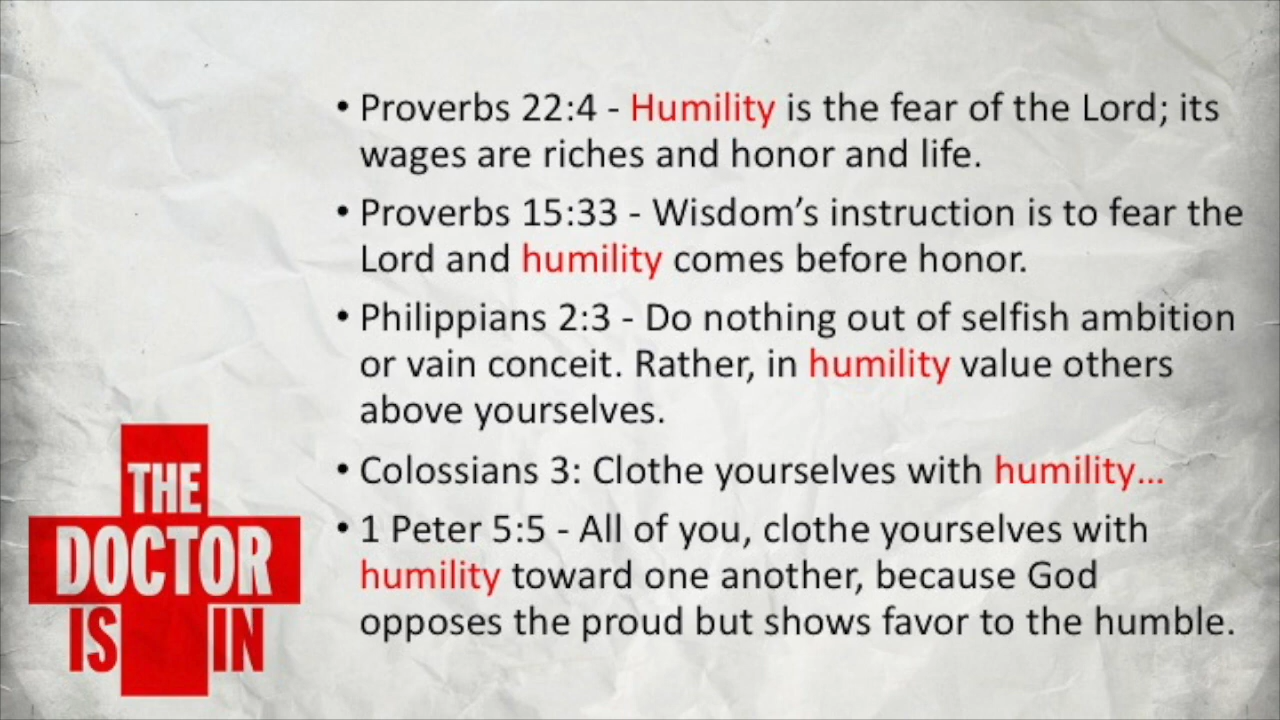 • Proverbs 22:4 - Humility is the fear of the Lord; its
wages are riches and honor and life.
• Proverbs 15:33 - Wisdom’s instruction is to fear the
Lord and humility comes before honor.
• Philippians 2:3 - Do nothing out of selfish ambition
or vain conceit. Rather, in humility value others
above yourselves.
• Colossians 3: Clothe yourselves with humility...
• 1 Peter 5:5 - All of you, clothe yourselves with
humility toward one another, because God
opposes the proud but shows favor to the humble.
THE
DOCTOR
IS IN